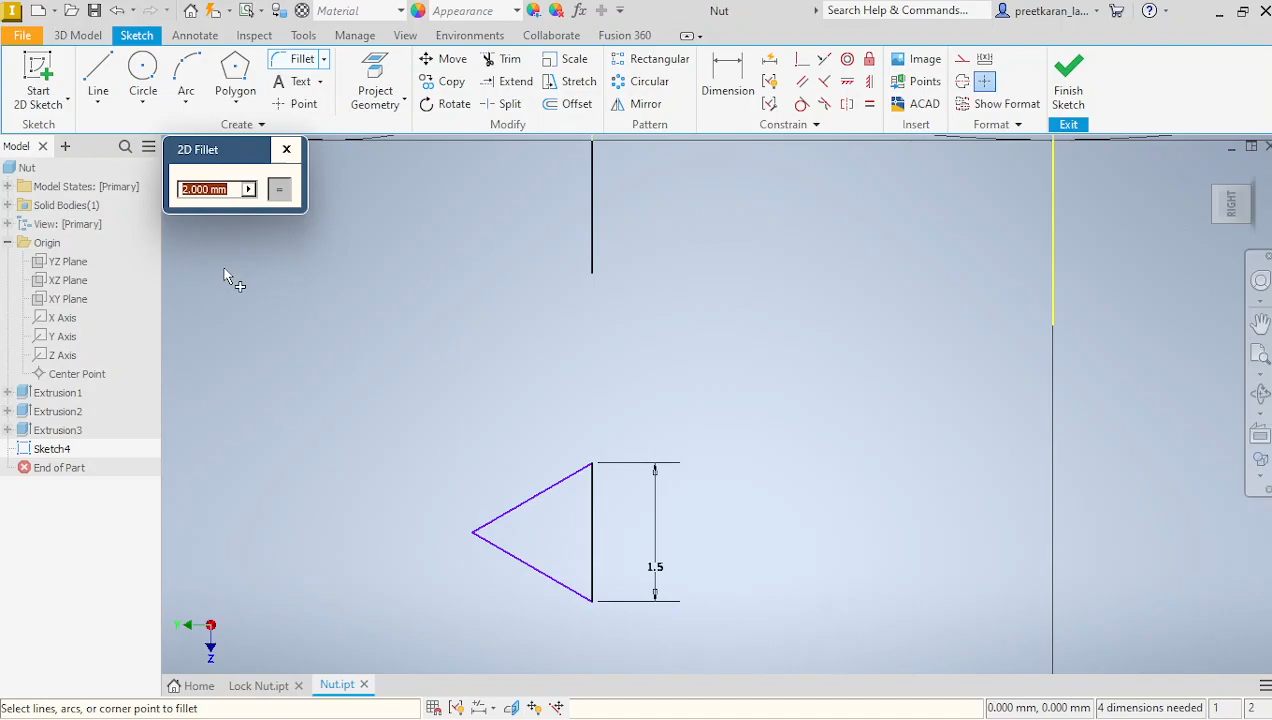 Material
Appearance
fx
Nut
Search Help & Commands...
preetkaran_la...
File
3D Model
Sketch
Annotate
Inspect
Tools
Manage
View
Environments
Collaborate
Fusion 360
Start
2D Sketch
Line
Circle
Arc
Polygon
Fillet
Text
Point
Project
Geometry
Move
Copy
Rotate
Trim
Extend
Split
Scale
Stretch
Offset
Rectangular
Circular
Mirror
Dimension
Image
Points
ACAD
Show Format
Finish
Sketch
Sketch
Create
Modify
Pattern
Constrain
Insert
Format
Exit
Model
Nut
Model States: [Primary]
Solid Bodies(1)
View: [Primary]
Origin
YZ Plane
XZ Plane
XY Plane
X Axis
Y Axis
Z Axis
Center Point
Extrusion1
Extrusion2
Extrusion3
Sketch4
End of Part
2D Fillet
2.000 mm
=
RIGHT
1.5
Y
Z
Home
Lock Nut.ipt
Nut.ipt
Select lines, arcs, or corner point to fillet
0.000 mm, 0.000 mm
4 dimensions needed
1
2